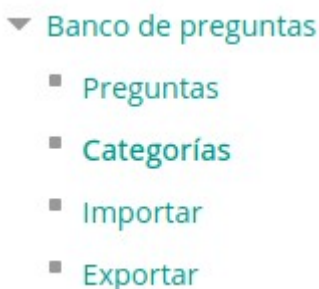 Banco de preguntas
Preguntas
Categorías
Importar
Exportar